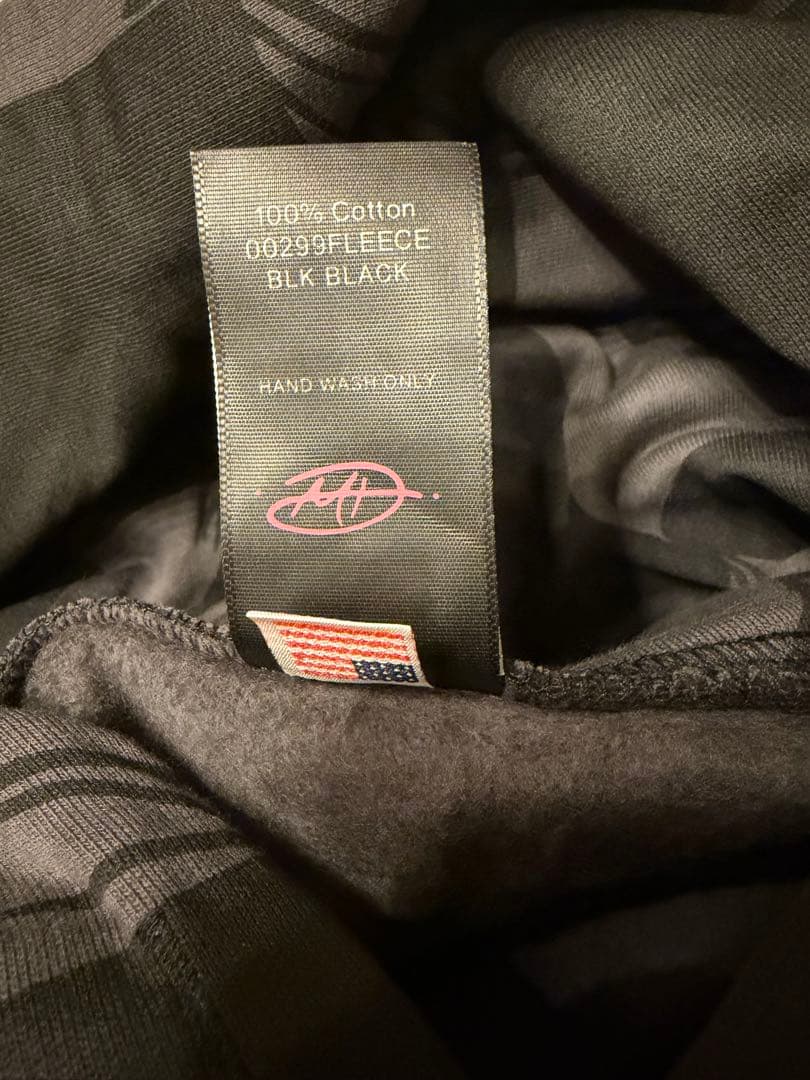 100% Cotton
00299FLEECE
BLK BLACK
HAND WASH ONLY